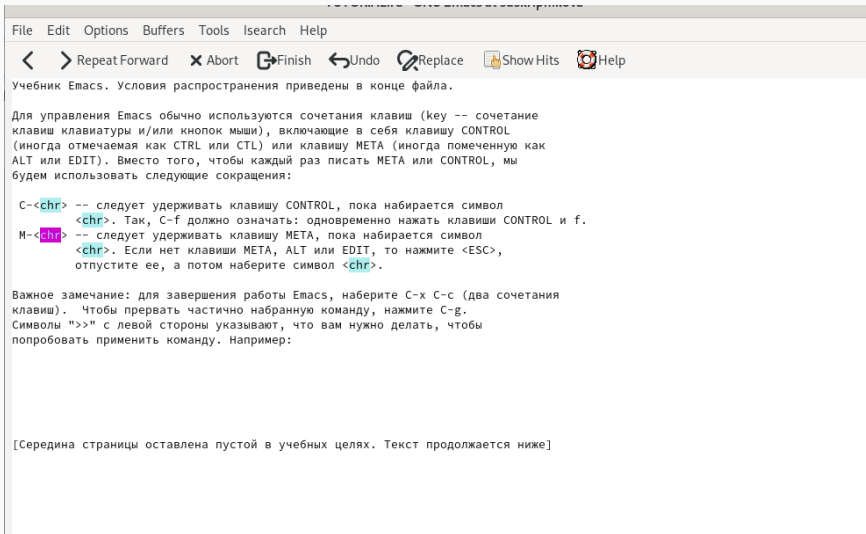 File Edit Options Buffers Tools Isearch Help
Repeat Forward Abort Finish Undo Replace Show Hits Help
Учебник Emacs. Условия распространения приведены в конце файла.
Для управления Emacs обычно используются сочетания клавиш (key -- сочетание
клавиш клавиатуры и/или кнопок мыши), включающие в себя клавишу CONTROL
(иногда отмечаемая как CTRL или CTL) или клавишу META (иногда помеченную как
ALT или EDIT). Вместо того, чтобы каждый раз писать META или CONTROL, мы
будем использовать следующие сокращения:
C-<chr> -- следует удерживать клавишу CONTROL, пока набирается символ
<chr>. Так, C-f должно означать: одновременно нажать клавиши CONTROL и f.
M-<chr> -- следует удерживать клавишу META, пока набирается символ
<chr>. Если нет клавиши META, ALT или EDIT, то нажмите <ESC>,
отпустите ее, а потом наберите символ <chr>.
Важное замечание: для завершения работы Emacs, наберите C-x C-c (два сочетания
клавиш). Чтобы прервать частично набранную команду, нажмите C-g.
Символы ">>" с левой стороны указывают, что вам нужно делать, чтобы
попробовать применить команду. Например:
[Середина страницы оставлена пустой в учебных целях. Текст продолжается ниже]